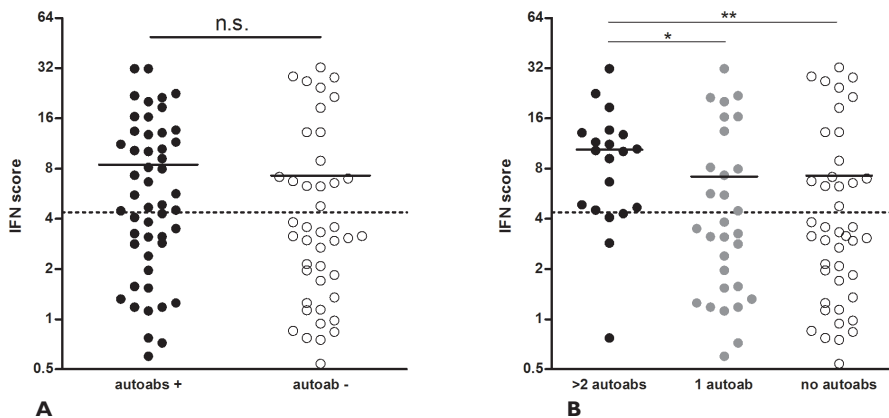 n.s.
64
32
16
8
4
2
1
0.5
IFN score
autoabs +
autoab -
A
**
*
64
32
16
8
4
2
1
0.5
IFN score
>2 autoabs
1 autoab
no autoabs
B